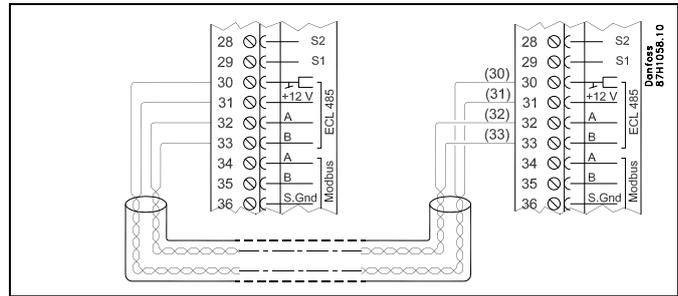 28 S2
29 S1
30
31 +12 V
32 A
33 B
34 A
35 B
36 S.Gnd
ECL 485
Modbus
(30)
(31)
(32)
(33)
28 S2
29 S1
30
31 +12 V
32 A
33 B
34 A
35 B
36 S.Gnd
ECL 485
Modbus
Danfoss
87H1058.10